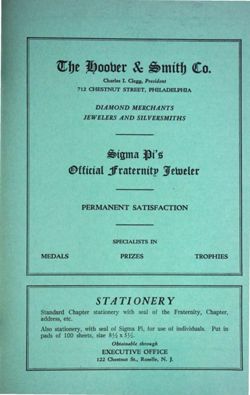 The Hoover & Smith Co.
Charles I. Clegg, President
712 CHESTNUT STREET, PHILADELPHIA
DIAMOND MERCHANTS
JEWELERS AND SILVERSMITHS
Sigma Pi's
Official Fraternity Jeweler
PERMANENT SATISFACTION
SPECIALISTS IN
MEDALS PRIZES TROPHIES
STATIONERY
Standard Chapter stationery with seal of the Fraternity, Chapter,
address, etc.
Also stationery, with seal of Sigma Pi, for use of individuals. Put in
pads of 100 sheets, size 8½ x 5½.
Obtainable through
EXECUTIVE OFFICE
122 Chestnut St., Roselle, N. J.